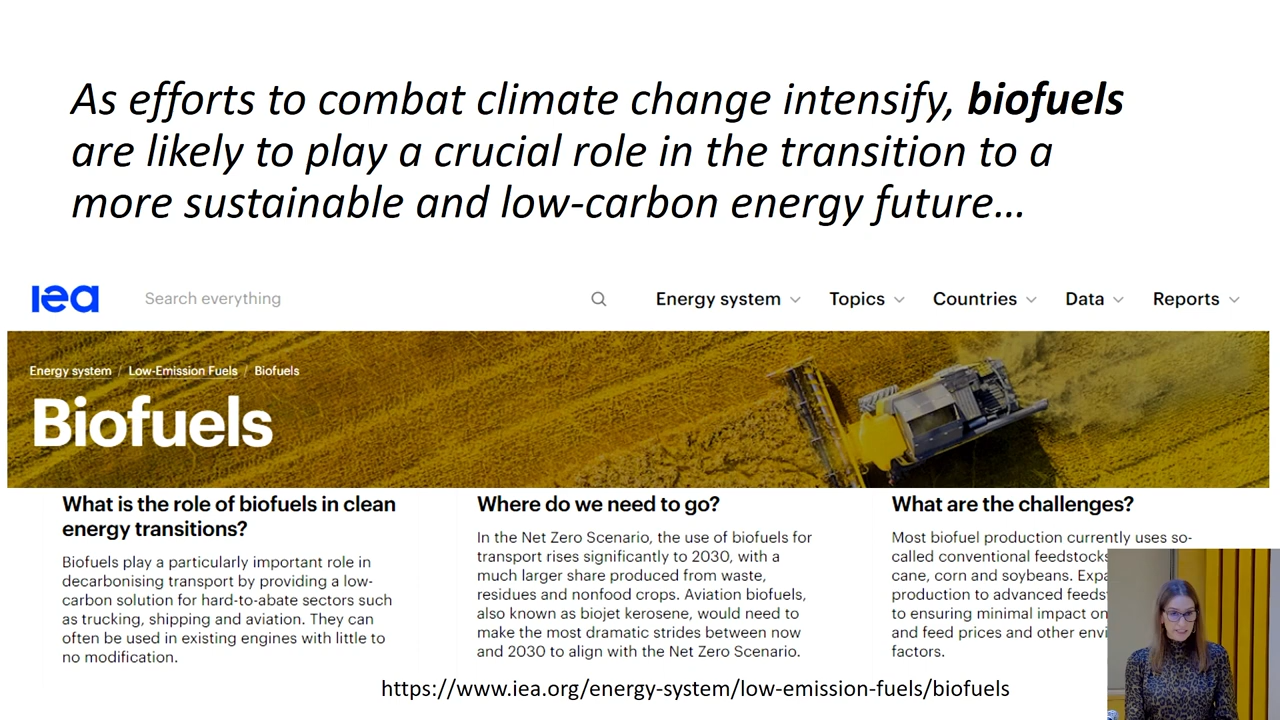 As efforts to combat climate change intensify, biofuels
are likely to play a crucial role in the transition to a
more sustainable and low-carbon energy future...
iea
Search everything
Energy system
Topics
Countries
Data
Reports
Energy system / Low-Emission Fuels / Biofuels
Biofuels
What is the role of biofuels in clean
energy transitions?
Biofuels play a particularly important role in
decarbonising transport by providing a low-
carbon solution for hard-to-abate sectors such
as trucking, shipping and aviation. They can
often be used in existing engines with little to
no modification.
Where do we need to go?
In the Net Zero Scenario, the use of biofuels for
transport rises significantly to 2030, with a
much larger share produced from waste,
residues and nonfood crops. Aviation biofuels,
also known as biojet kerosene, would need to
make the most dramatic strides between now
and 2030 to align with the Net Zero Scenario.
What are the challenges?
Most biofuel production currently uses so-
called conventional feedstocks
cane, corn and soybeans.
production to advanced
to ensuring minimal impact on
and feed prices and other
factors.
https://www.iea.org/energy-system/low-emission-fuels/biofuels